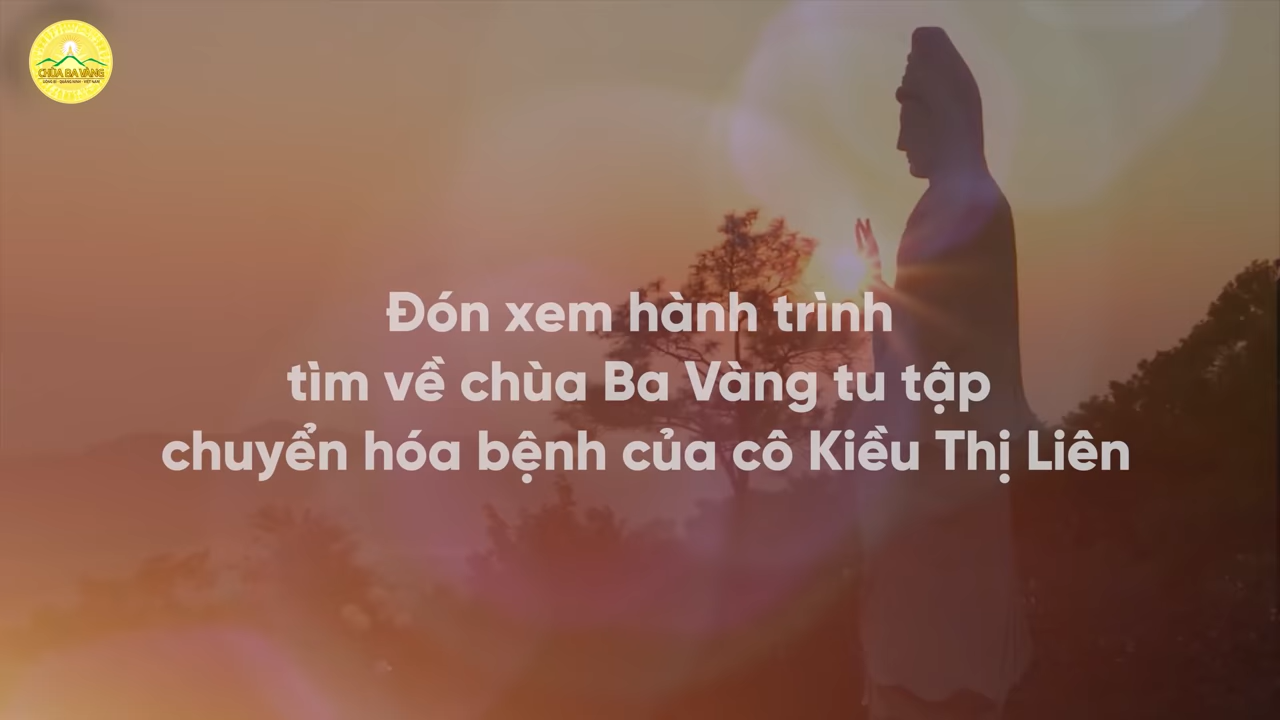 CHÙA BA VÀNG
Đón xem hành trình
tìm về chùa Ba Vàng tu tập
chuyển hóa bệnh của cô Kiều Thị Liên